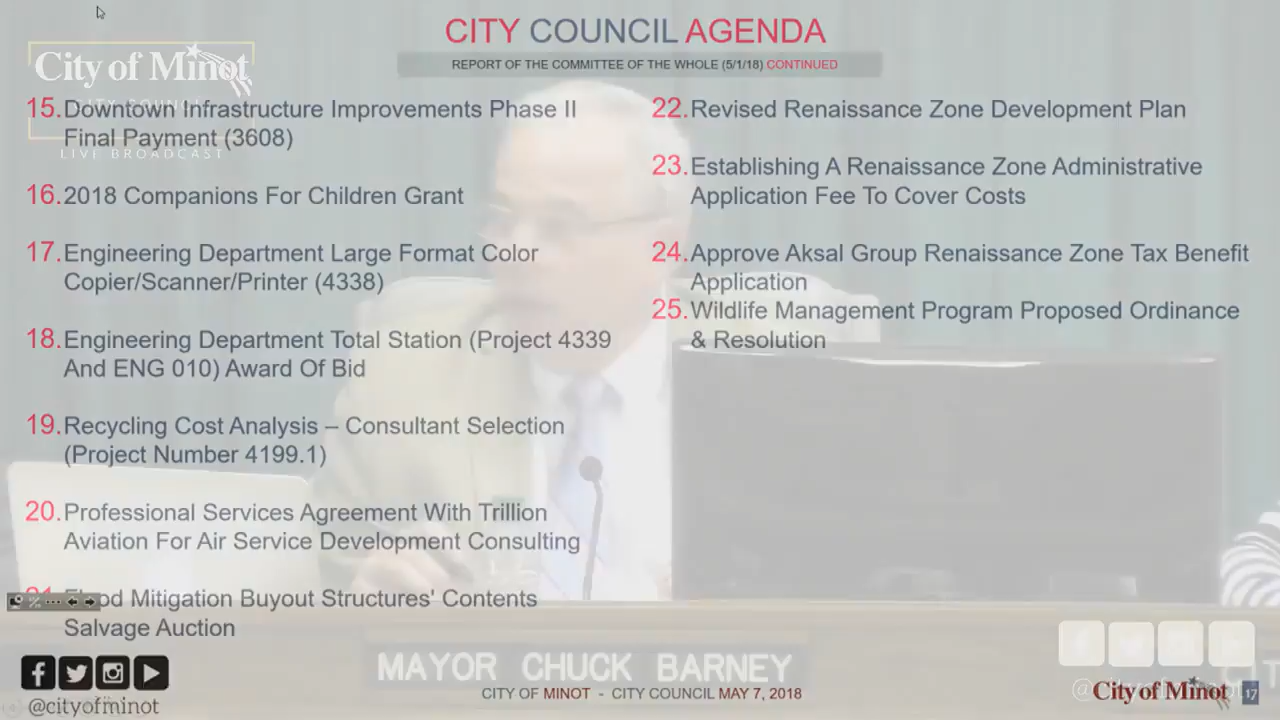 CITY COUNCIL AGENDA
REPORT OF THE COMMITTEE OF THE WHOLE (5/1/18) CONTINUED
City of Minot
CITY COUNCIL
LIVE BROADCAST
15. Downtown Infrastructure Improvements Phase II
Final Payment (3608)
16. 2018 Companions For Children Grant
17. Engineering Department Large Format Color
Copier/Scanner/Printer (4338)
18. Engineering Department Total Station (Project 4339
And ENG 010) Award Of Bid
19. Recycling Cost Analysis – Consultant Selection
(Project Number 4199.1)
20. Professional Services Agreement With Trillion
Aviation For Air Service Development Consulting
21. Flood Mitigation Buyout Structures' Contents
Salvage Auction
22. Revised Renaissance Zone Development Plan
23. Establishing A Renaissance Zone Administrative
Application Fee To Cover Costs
24. Approve Aksal Group Renaissance Zone Tax Benefit
Application
25. Wildlife Management Program Proposed Ordinance
& Resolution
MAYOR CHUCK BARNEY
@cityofminot
CITY OF MINOT - CITY COUNCIL MAY 7, 2018
City of Minot
17